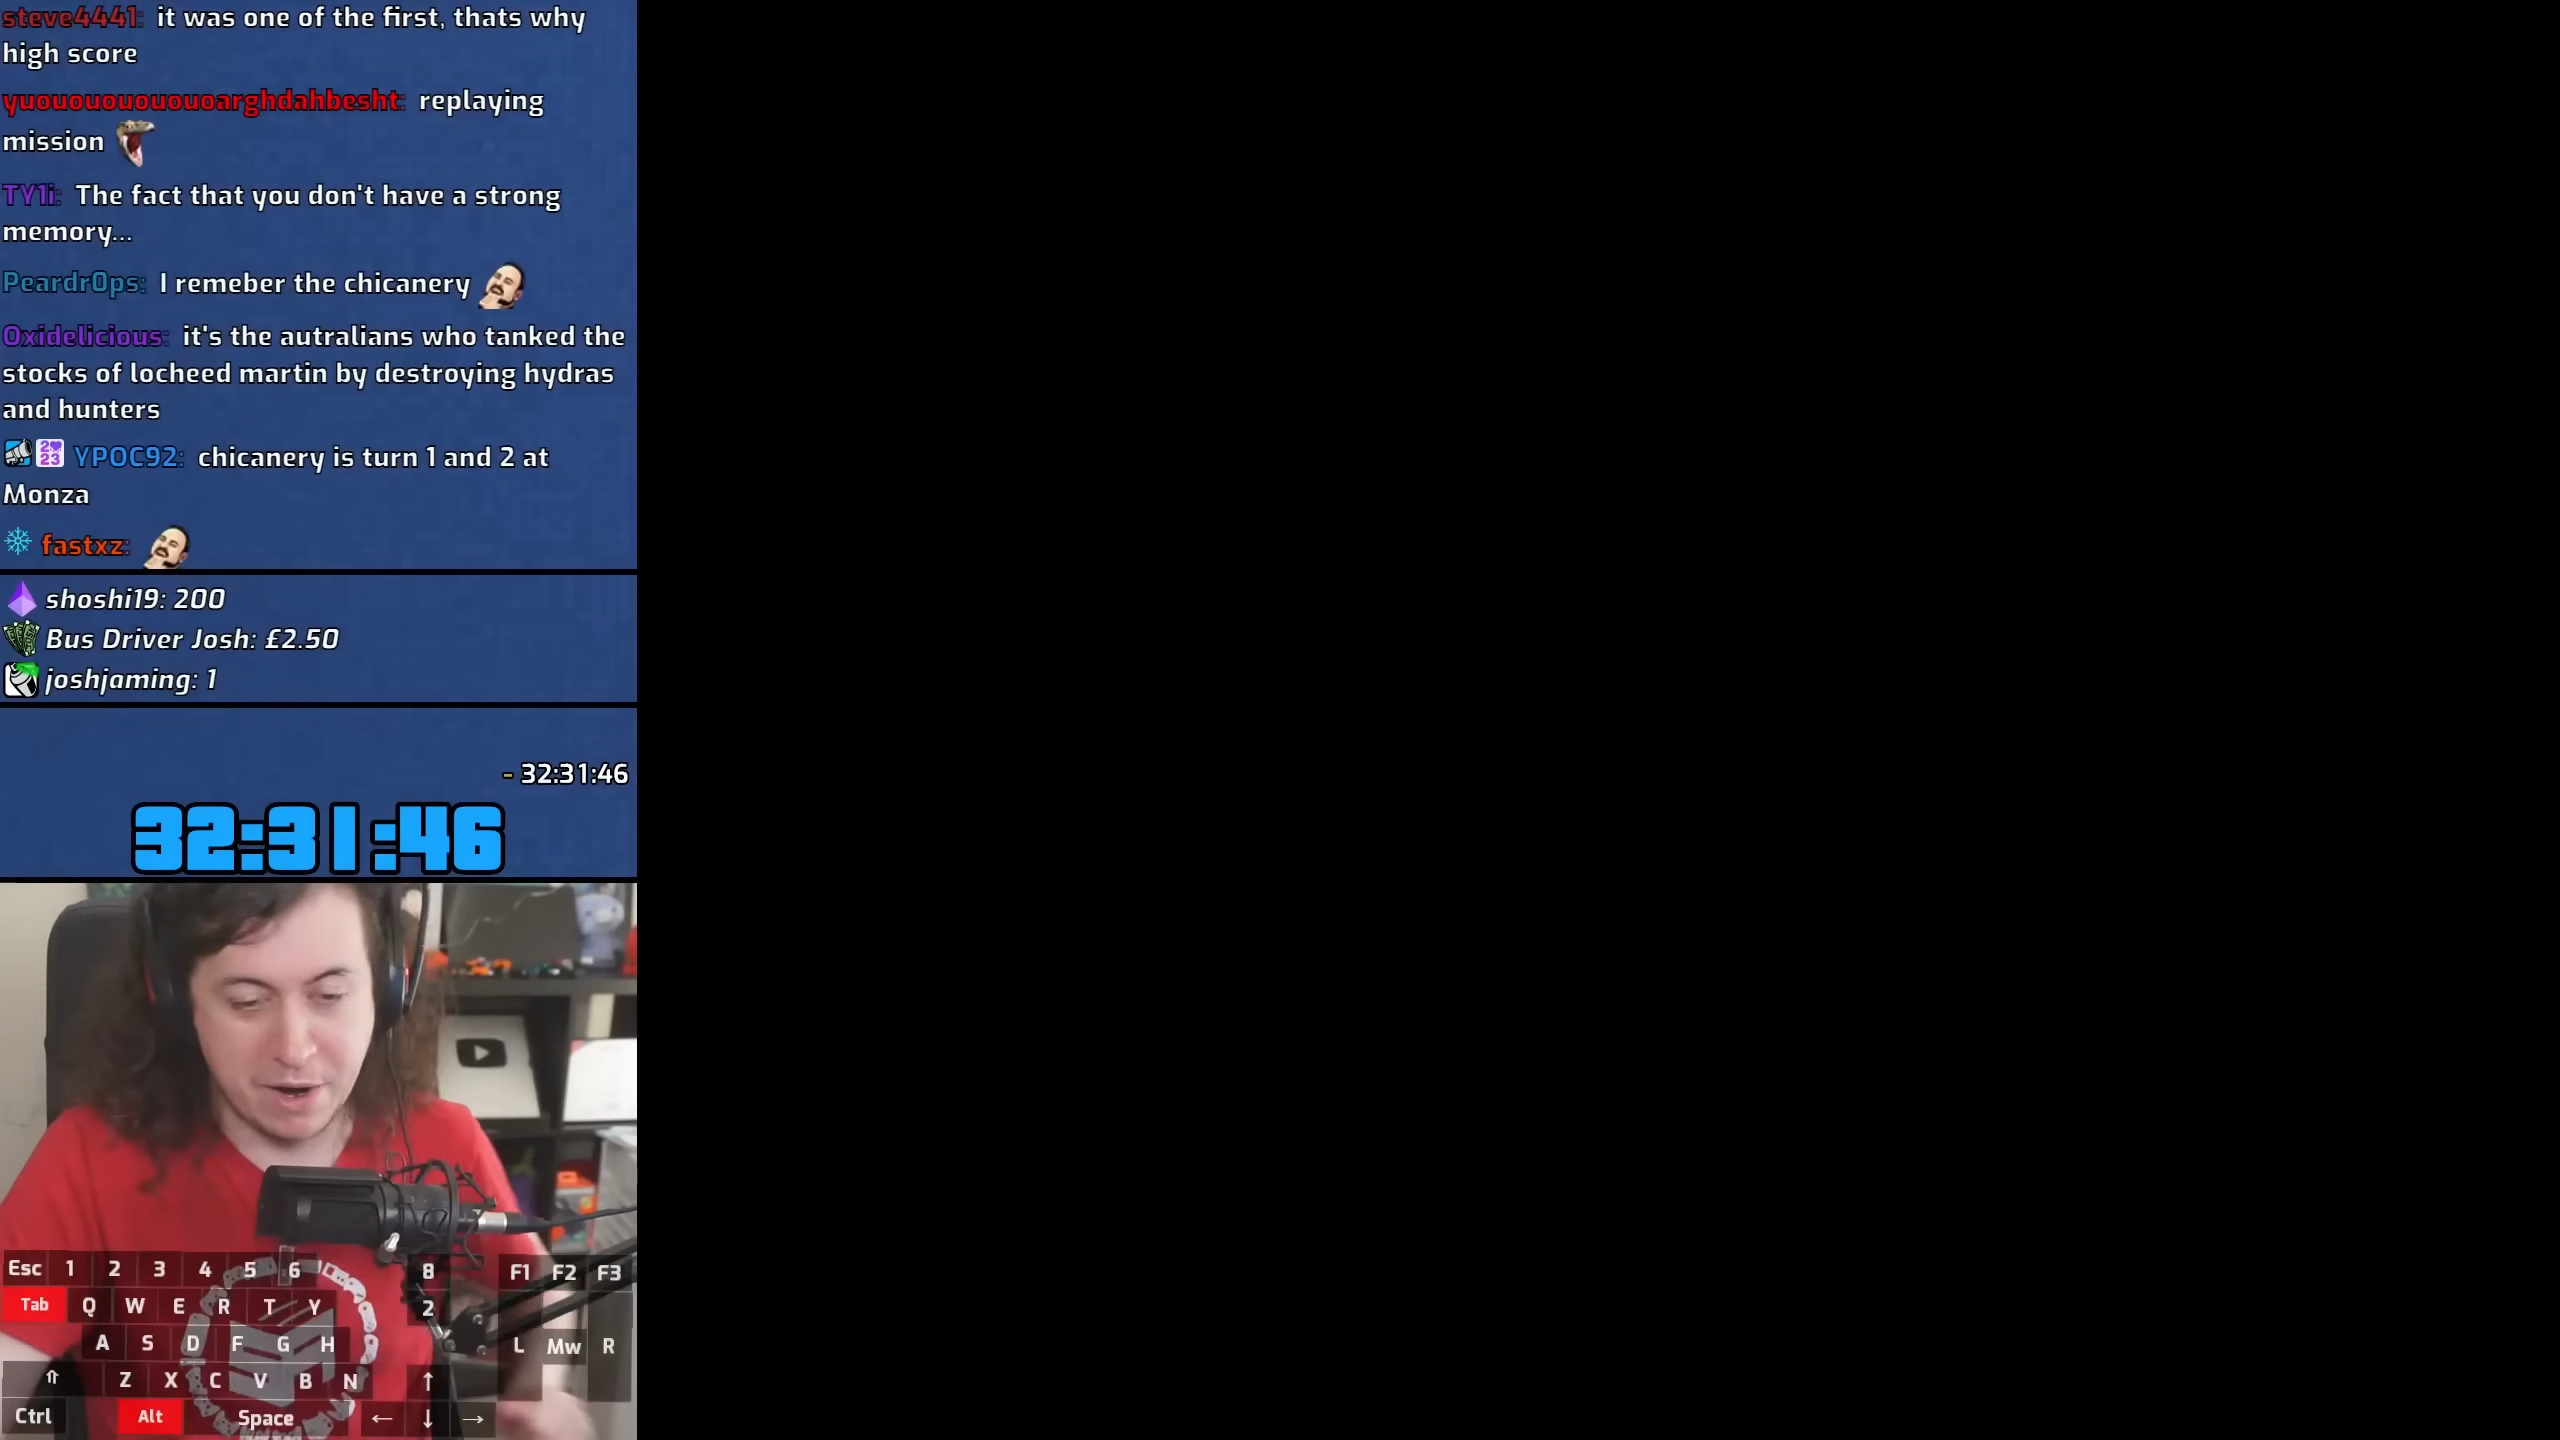 steve4441: it was one of the first, thats why
high score
yuouououououoarghdahbesht: replaying
mission
TY1i: The fact that you don't have a strong
memory...
PeardrOps: I remeber the chicanery
Oxidelicious: it's the autralians who tanked the
stocks of locheed martin by destroying hydras
and hunters
2 23 YPOC92: chicanery is turn 1 and 2 at
Monza
fastxz:
shoshi19: 200
Bus Driver Josh: £2.50
joshjaming: 1
- 32:31:46
32:31:46
Esc 1 2 3 4 5 6 8 F1 F2 F3
Tab Q W E R T Y 2
A S D F G H L Mw R
⇑ Z X C V B N ↑
Ctrl Alt Space ← ↓ →